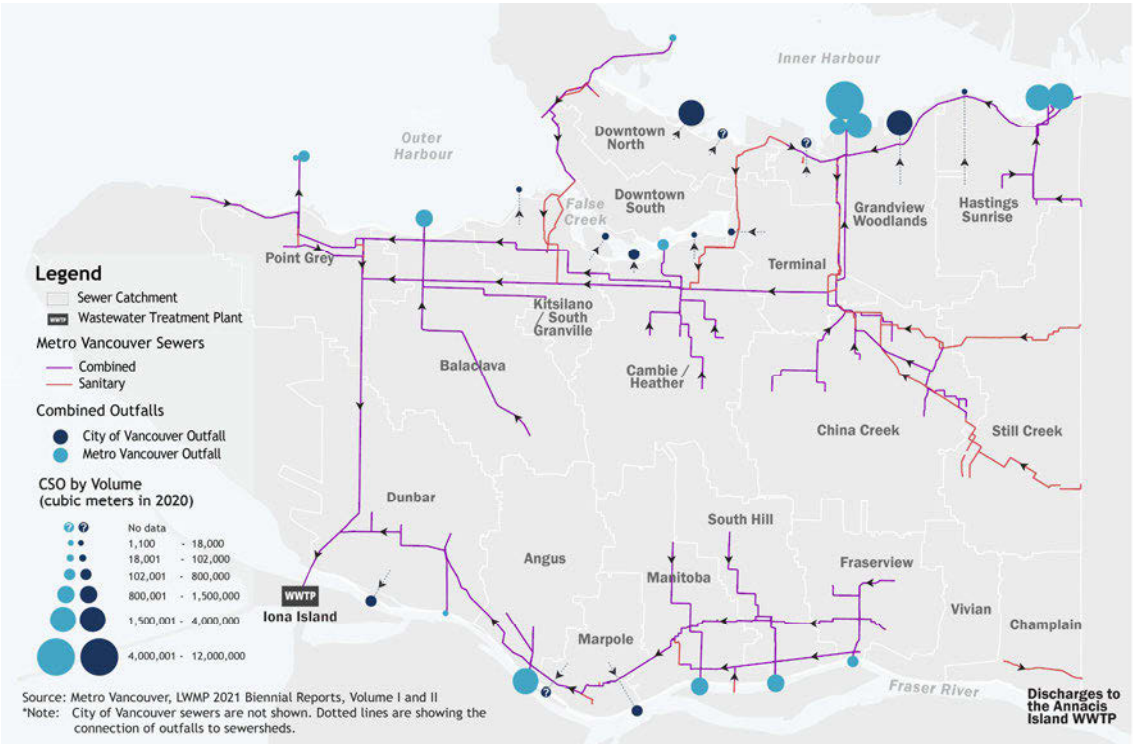 Inner Harbour
Outer
Harbour
Downtown
North
?
?
Downtown
South
False
Creek
Grandview
Woodlands
Hastings
Sunrise
Point Grey
Terminal
Legend
Sewer Catchment
WWTP Wastewater Treatment Plant
Metro Vancouver Sewers
Combined
Sanitary
Combined Outfalls
City of Vancouver Outfall
Metro Vancouver Outfall
CSO by Volume
(cubic meters in 2020)
? ? No data
1,100 - 18,000
18,001 - 102,000
102,001 - 800,000
800,001 - 1,500,000
1,500,001 - 4,000,000
4,000,001 - 12,000,000
Kitsilano
/ South
Granville
Balaclava
Cambie /
Heather
China Creek
Still Creek
Dunbar
South Hill
Angus
Manitoba
Fraserview
WWTP
Iona Island
Vivian
Champlain
Marpole
?
Fraser River
Discharges to
the Annacis
Island WWTP
Source: Metro Vancouver, LWMP 2021 Biennial Reports, Volume I and II
*Note: City of Vancouver sewers are not shown. Dotted lines are showing the
connection of outfalls to sewersheds.